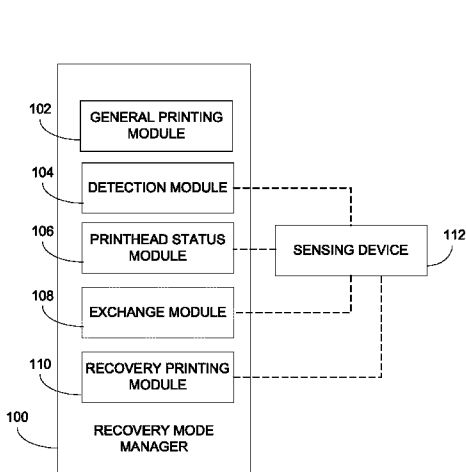 102
GENERAL PRINTING
MODULE
104
DETECTION MODULE
106
PRINTHEAD STATUS
MODULE
SENSING DEVICE
112
108
EXCHANGE MODULE
110
RECOVERY PRINTING
MODULE
100
RECOVERY MODE
MANAGER